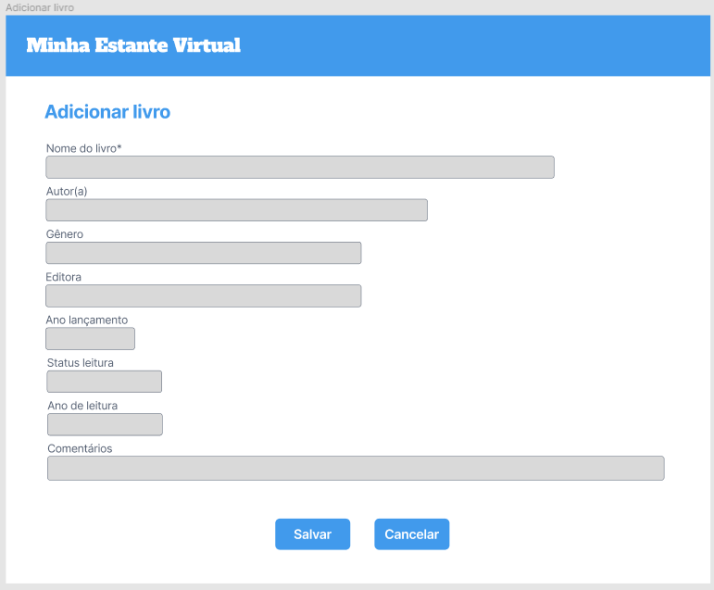 Adicionar livro
Minha Estante Virtual
Adicionar livro
Nome do livro*
Autor(a)
Gênero
Editora
Ano lançamento
Status leitura
Ano de leitura
Comentários
Salvar Cancelar